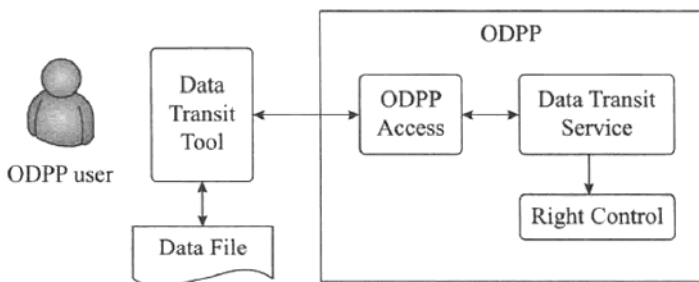 ODPP
Data
Transit
Tool
ODPP
Access
Data Transit
Service
ODPP user
Right Control
Data File